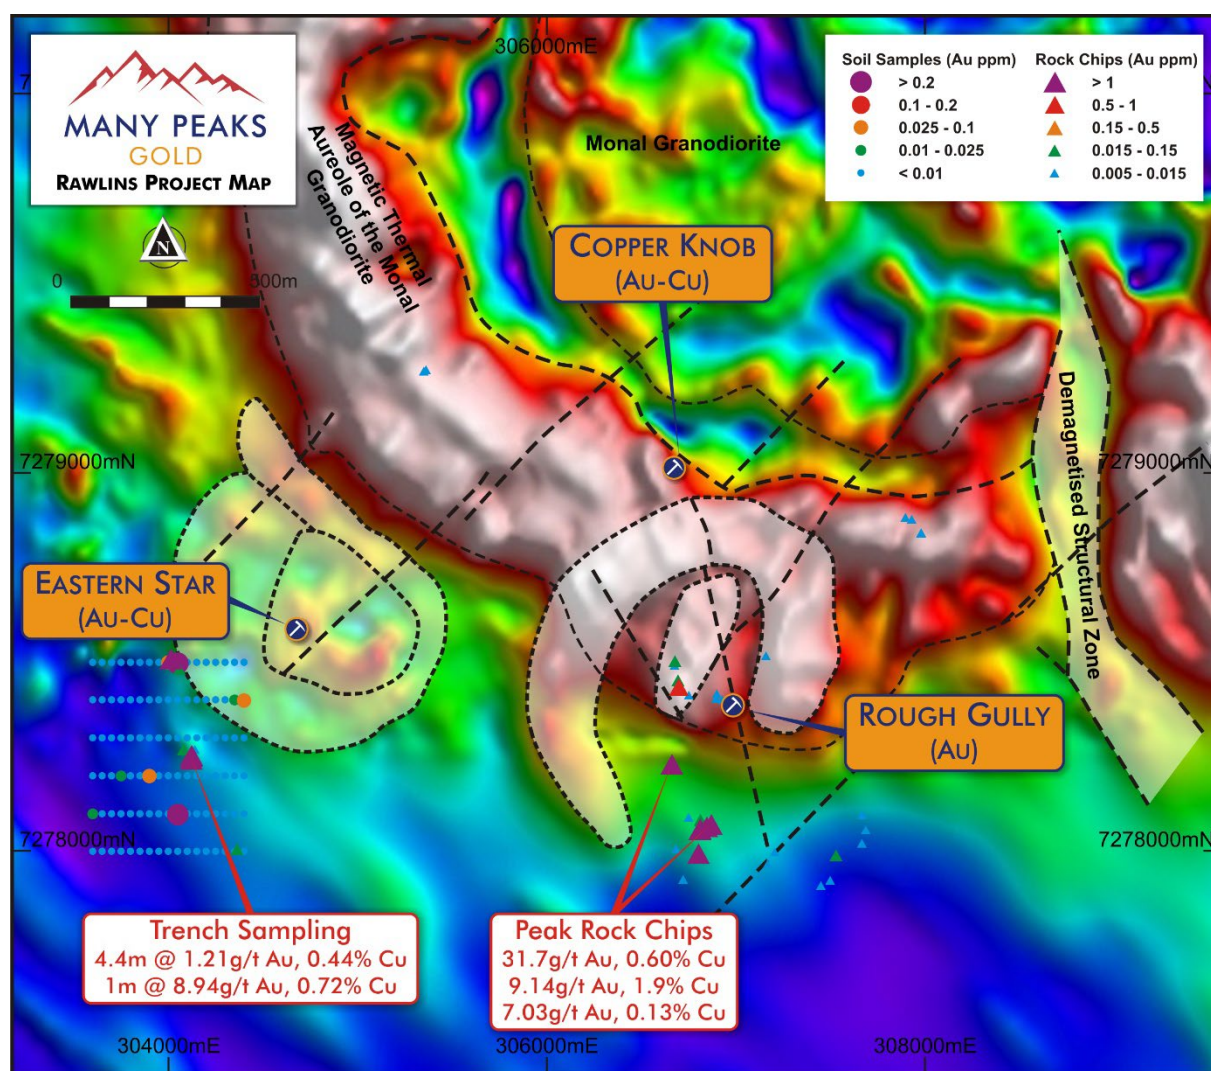 306000mE
MANY PEAKS
GOLD
RAWLINS PROJECT MAP
N
0
800m
Magnetic Thermal
Aureole of the Monal
Granodiorite
Monal Granodiorite
Soil Samples (Au ppm)
> 0.2
0.1 - 0.2
0.025 - 0.1
0.01 - 0.025
< 0.01
Rock Chips (Au ppm)
> 1
0.5 - 1
0.15 - 0.5
0.015 - 0.15
0.005 - 0.015
COPPER KNOB
(Au-Cu)
7279000mN
7279000mN
Demagnetised Structural Zone
EASTERN STAR
(Au-Cu)
ROUGH GULLY
(Au)
7278000mN
7278000mN
Trench Sampling
4.4m @ 1.21g/t Au, 0.44% Cu
1m @ 8.94g/t Au, 0.72% Cu
Peak Rock Chips
31.7g/t Au, 0.60% Cu
9.14g/t Au, 1.9% Cu
7.03g/t Au, 0.13% Cu
304000mE
306000mE
308000mE